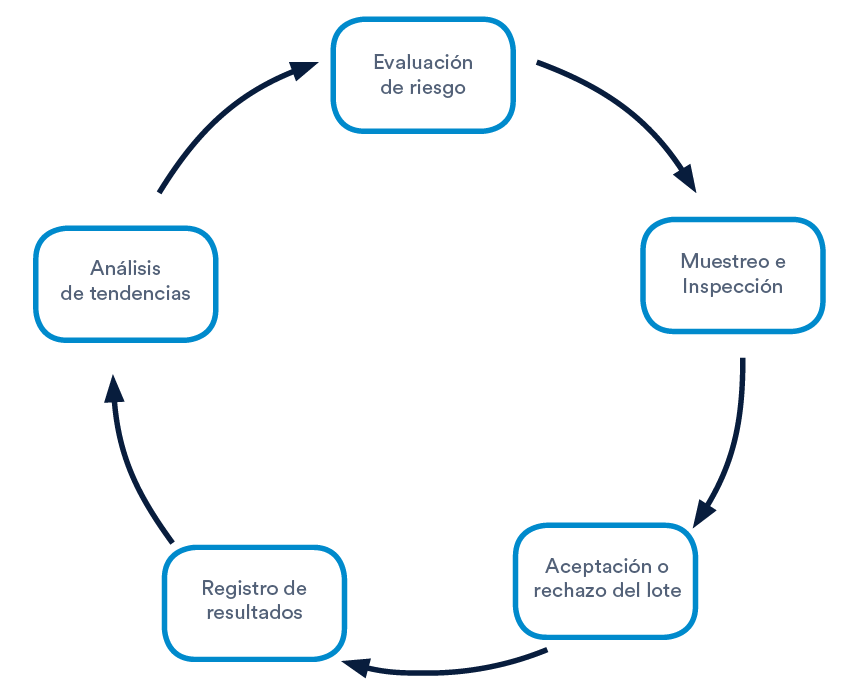 Evaluación
de riesgo
Muestreo e
Inspección
Aceptación o
rechazo del lote
Registro de
resultados
Análisis
de tendencias